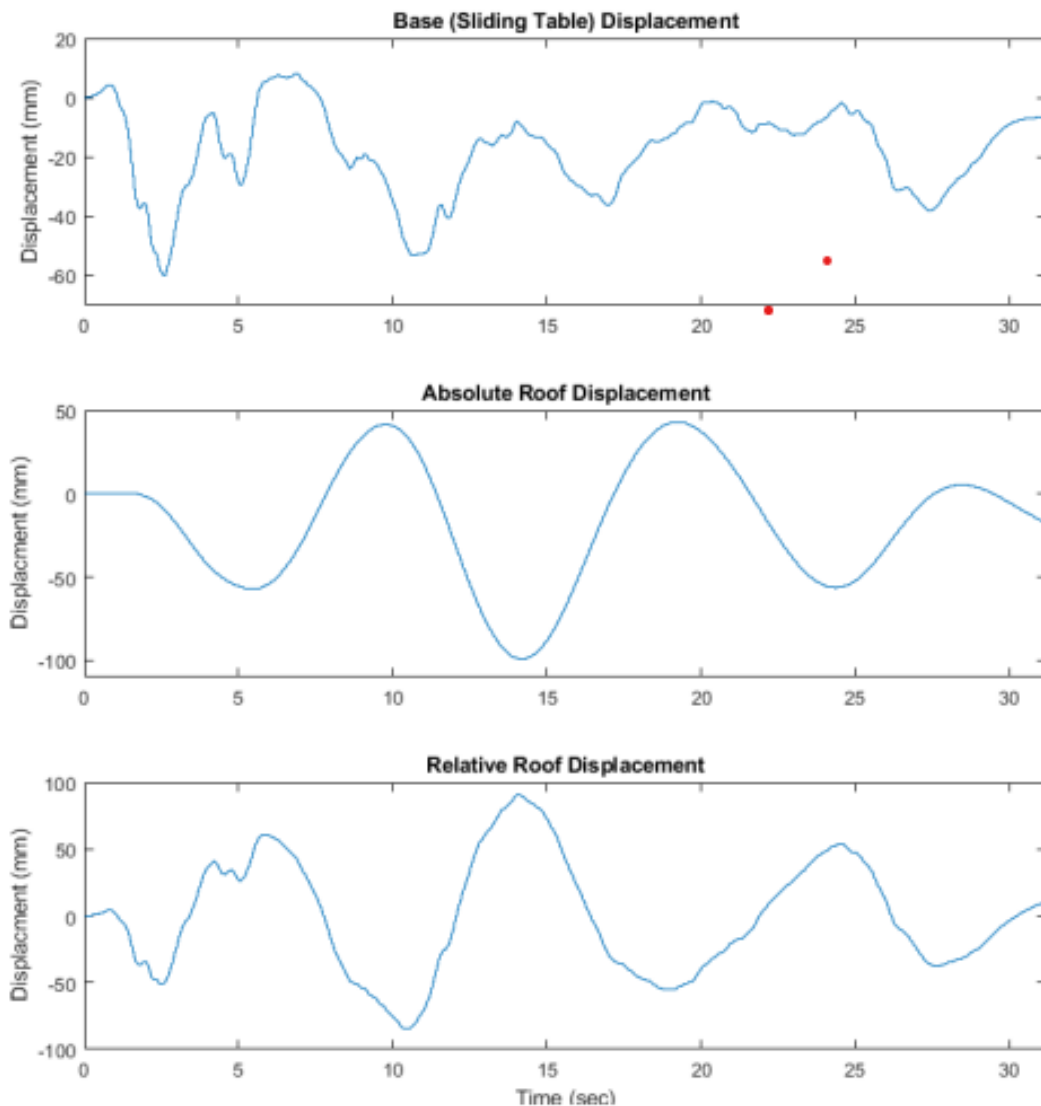 Base (Sliding Table) Displacement
Displacement (mm)
20
0
-20
-40
-60
0 5 10 15 20 25 30
Absolute Roof Displacement
Displacment (mm)
50
0
-50
-100
0 5 10 15 20 25 30
Relative Roof Displacement
Displacment (mm)
100
50
0
-50
-100
0 5 10 15 20 25 30
Time (sec)